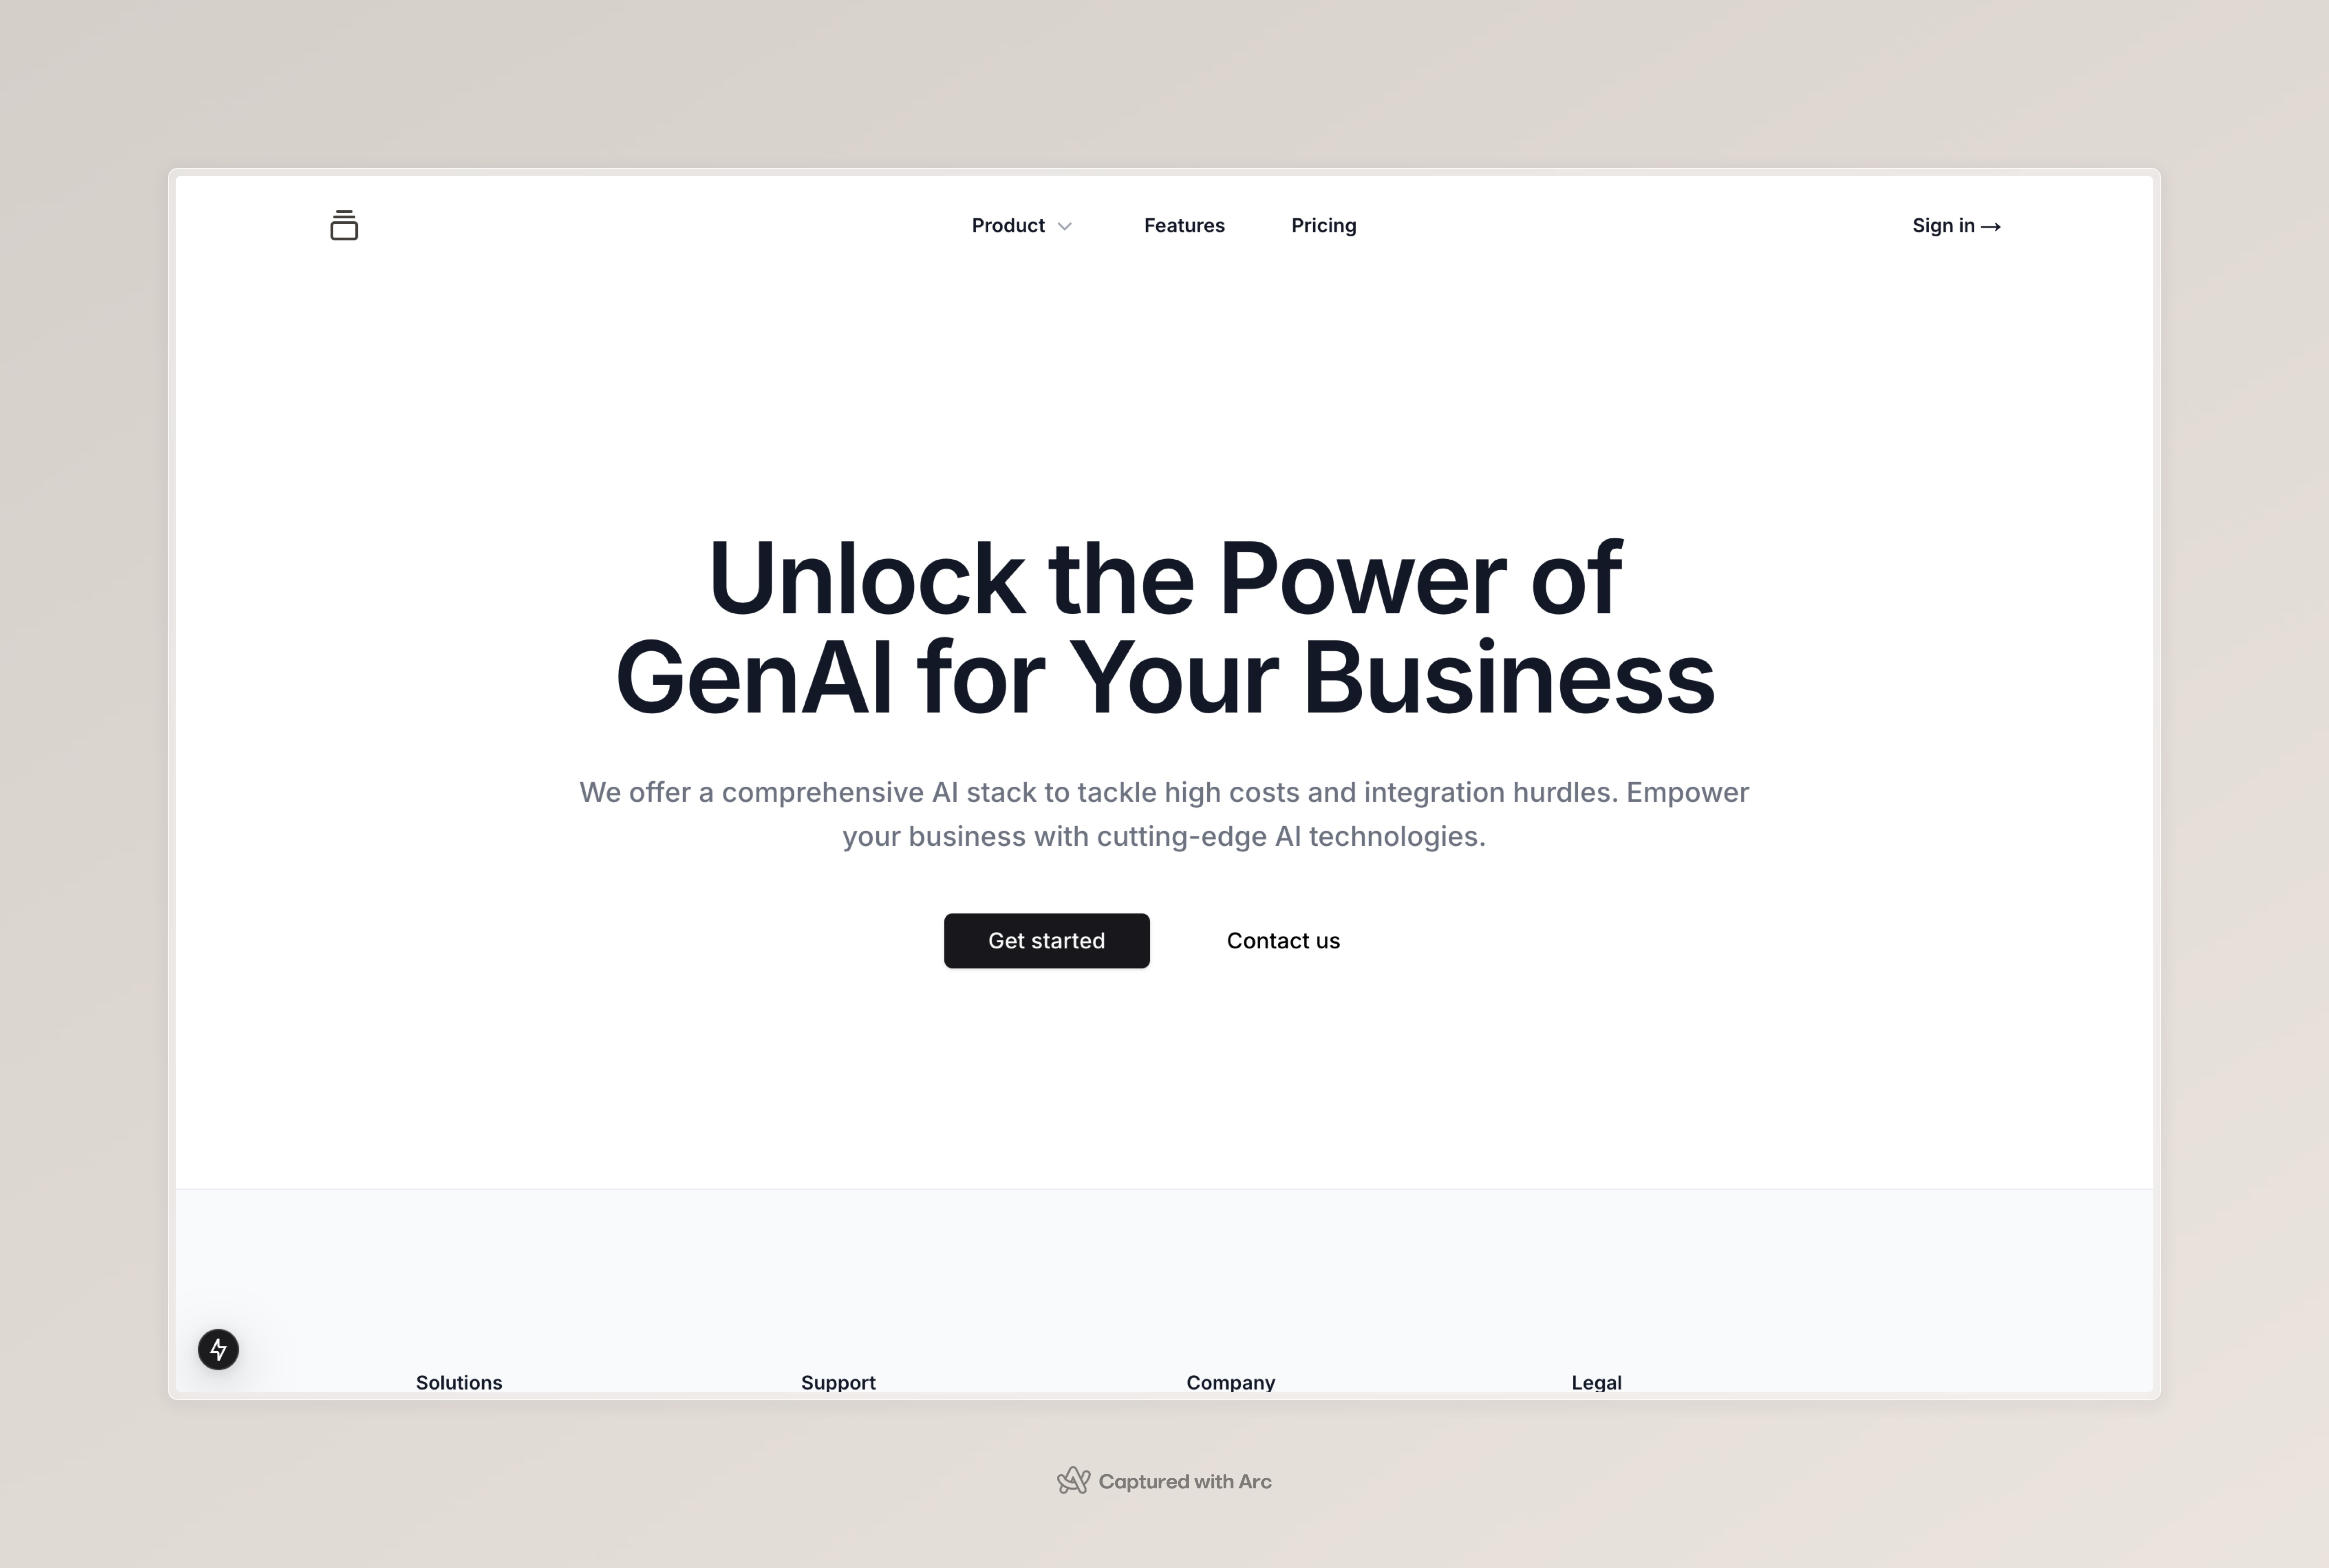 Product
Features
Pricing
Sign in →
Unlock the Power of
GenAI for Your Business
We offer a comprehensive AI stack to tackle high costs and integration hurdles. Empower
your business with cutting-edge AI technologies.
Get started
Contact us
Solutions
Support
Company
Legal
Captured with Arc